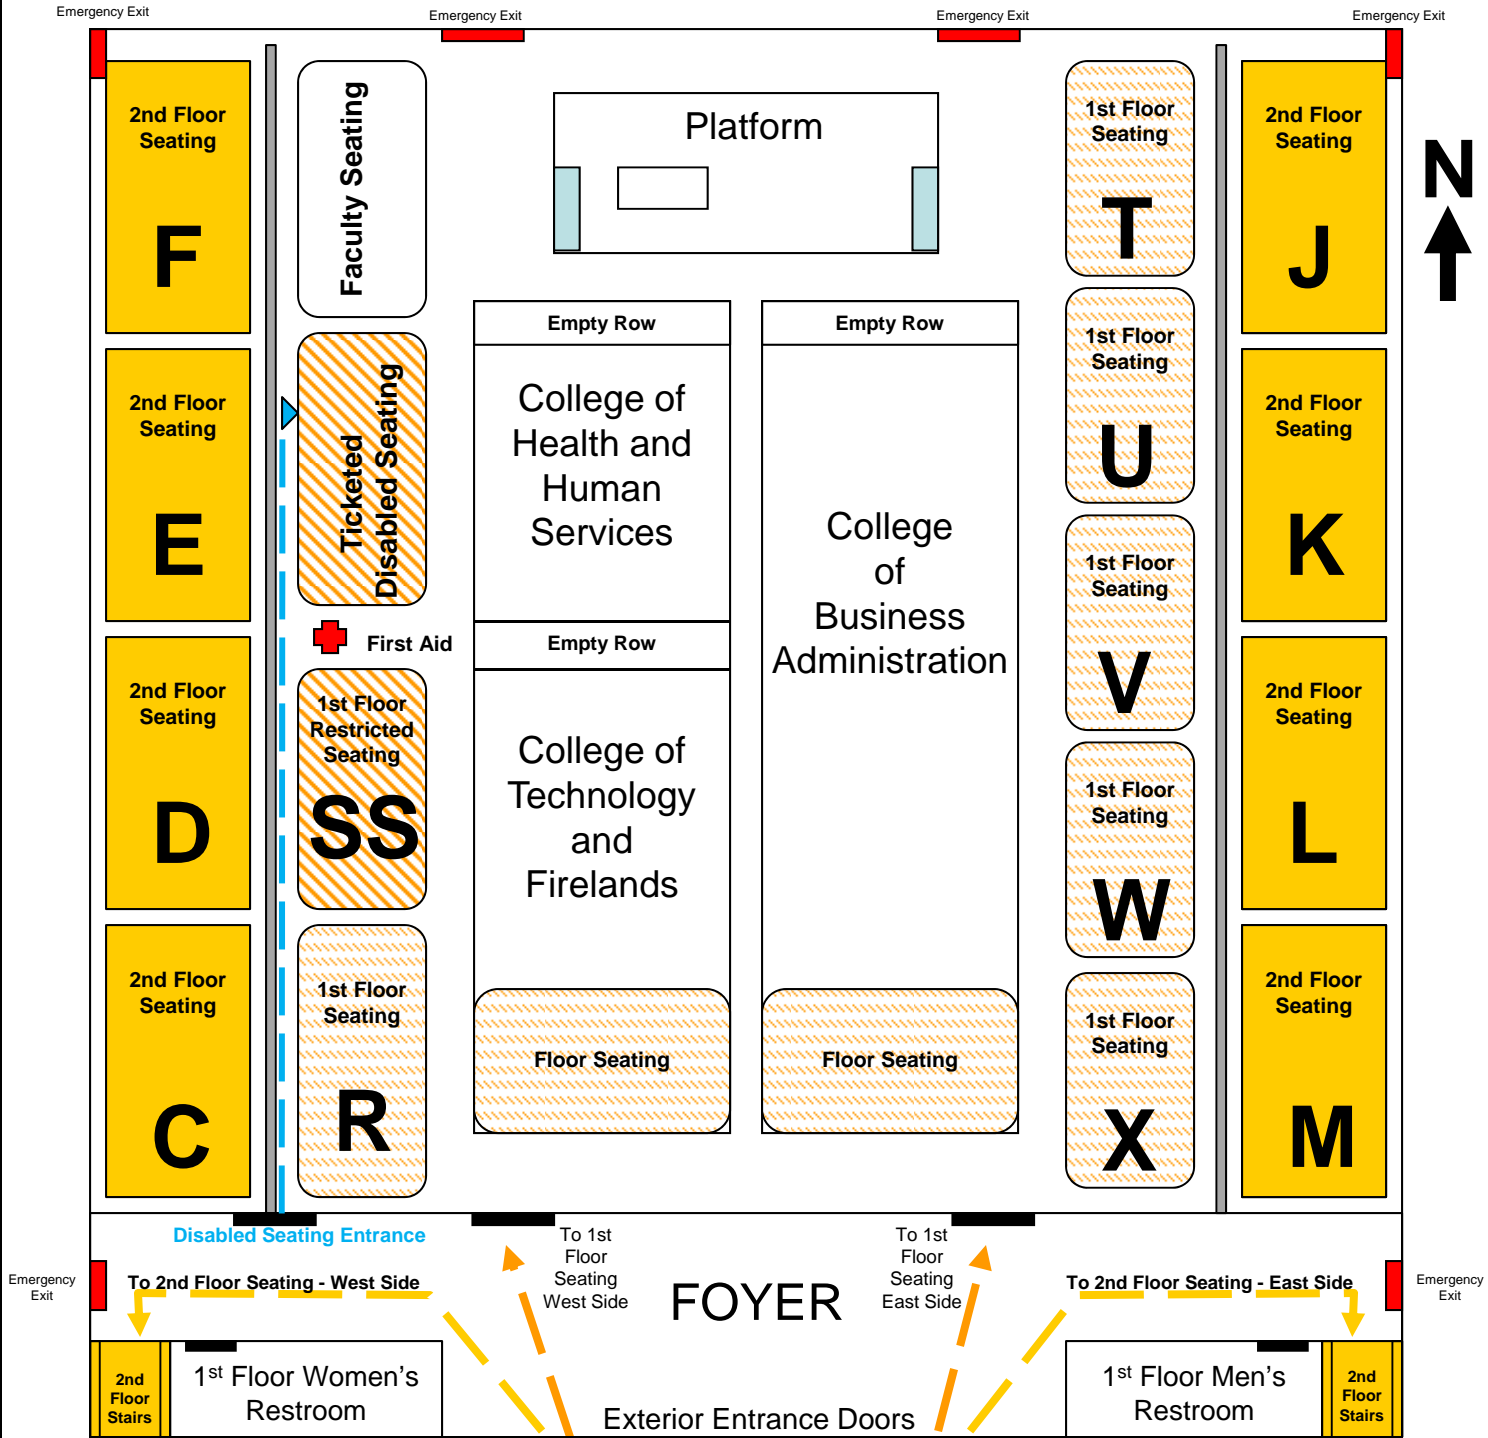 Emergency Exit
Emergency Exit
Emergency Exit
Emergency Exit
2nd Floor
Seating
F
Faculty Seating
Platform
1st Floor
Seating
T
2nd Floor
Seating
J
N
2nd Floor
Seating
E
Ticketed
Disabled Seating
Empty Row
College of
Health and
Human
Services
Empty Row
College
of
Business
Administration
1st Floor
Seating
U
2nd Floor
Seating
K
1st Floor
Seating
V
First Aid
Empty Row
2nd Floor
Seating
D
1st Floor
Restricted
Seating
SS
College of
Technology
and
Firelands
1st Floor
Seating
W
2nd Floor
Seating
L
2nd Floor
Seating
C
1st Floor
Seating
R
Floor Seating
Floor Seating
1st Floor
Seating
X
2nd Floor
Seating
M
Disabled Seating Entrance
To 1st
Floor
Seating
West Side
To 1st
Floor
Seating
East Side
FOYER
Emergency
Exit
To 2nd Floor Seating - West Side
To 2nd Floor Seating - East Side
Emergency
Exit
2nd
Floor
Stairs
1st Floor Women's
Restroom
Exterior Entrance Doors
1st Floor Men's
Restroom
2nd
Floor
Stairs